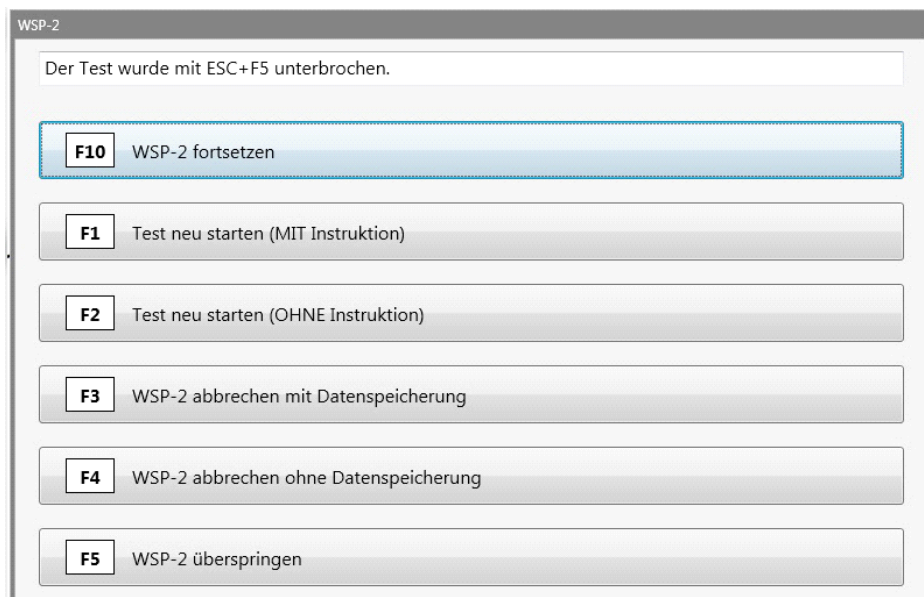 WSP-2
Der Test wurde mit ESC+F5 unterbrochen.
F10 WSP-2 fortsetzen
F1 Test neu starten (MIT Instruktion)
F2 Test neu starten (OHNE Instruktion)
F3 WSP-2 abbrechen mit Datenspeicherung
F4 WSP-2 abbrechen ohne Datenspeicherung
F5 WSP-2 überspringen